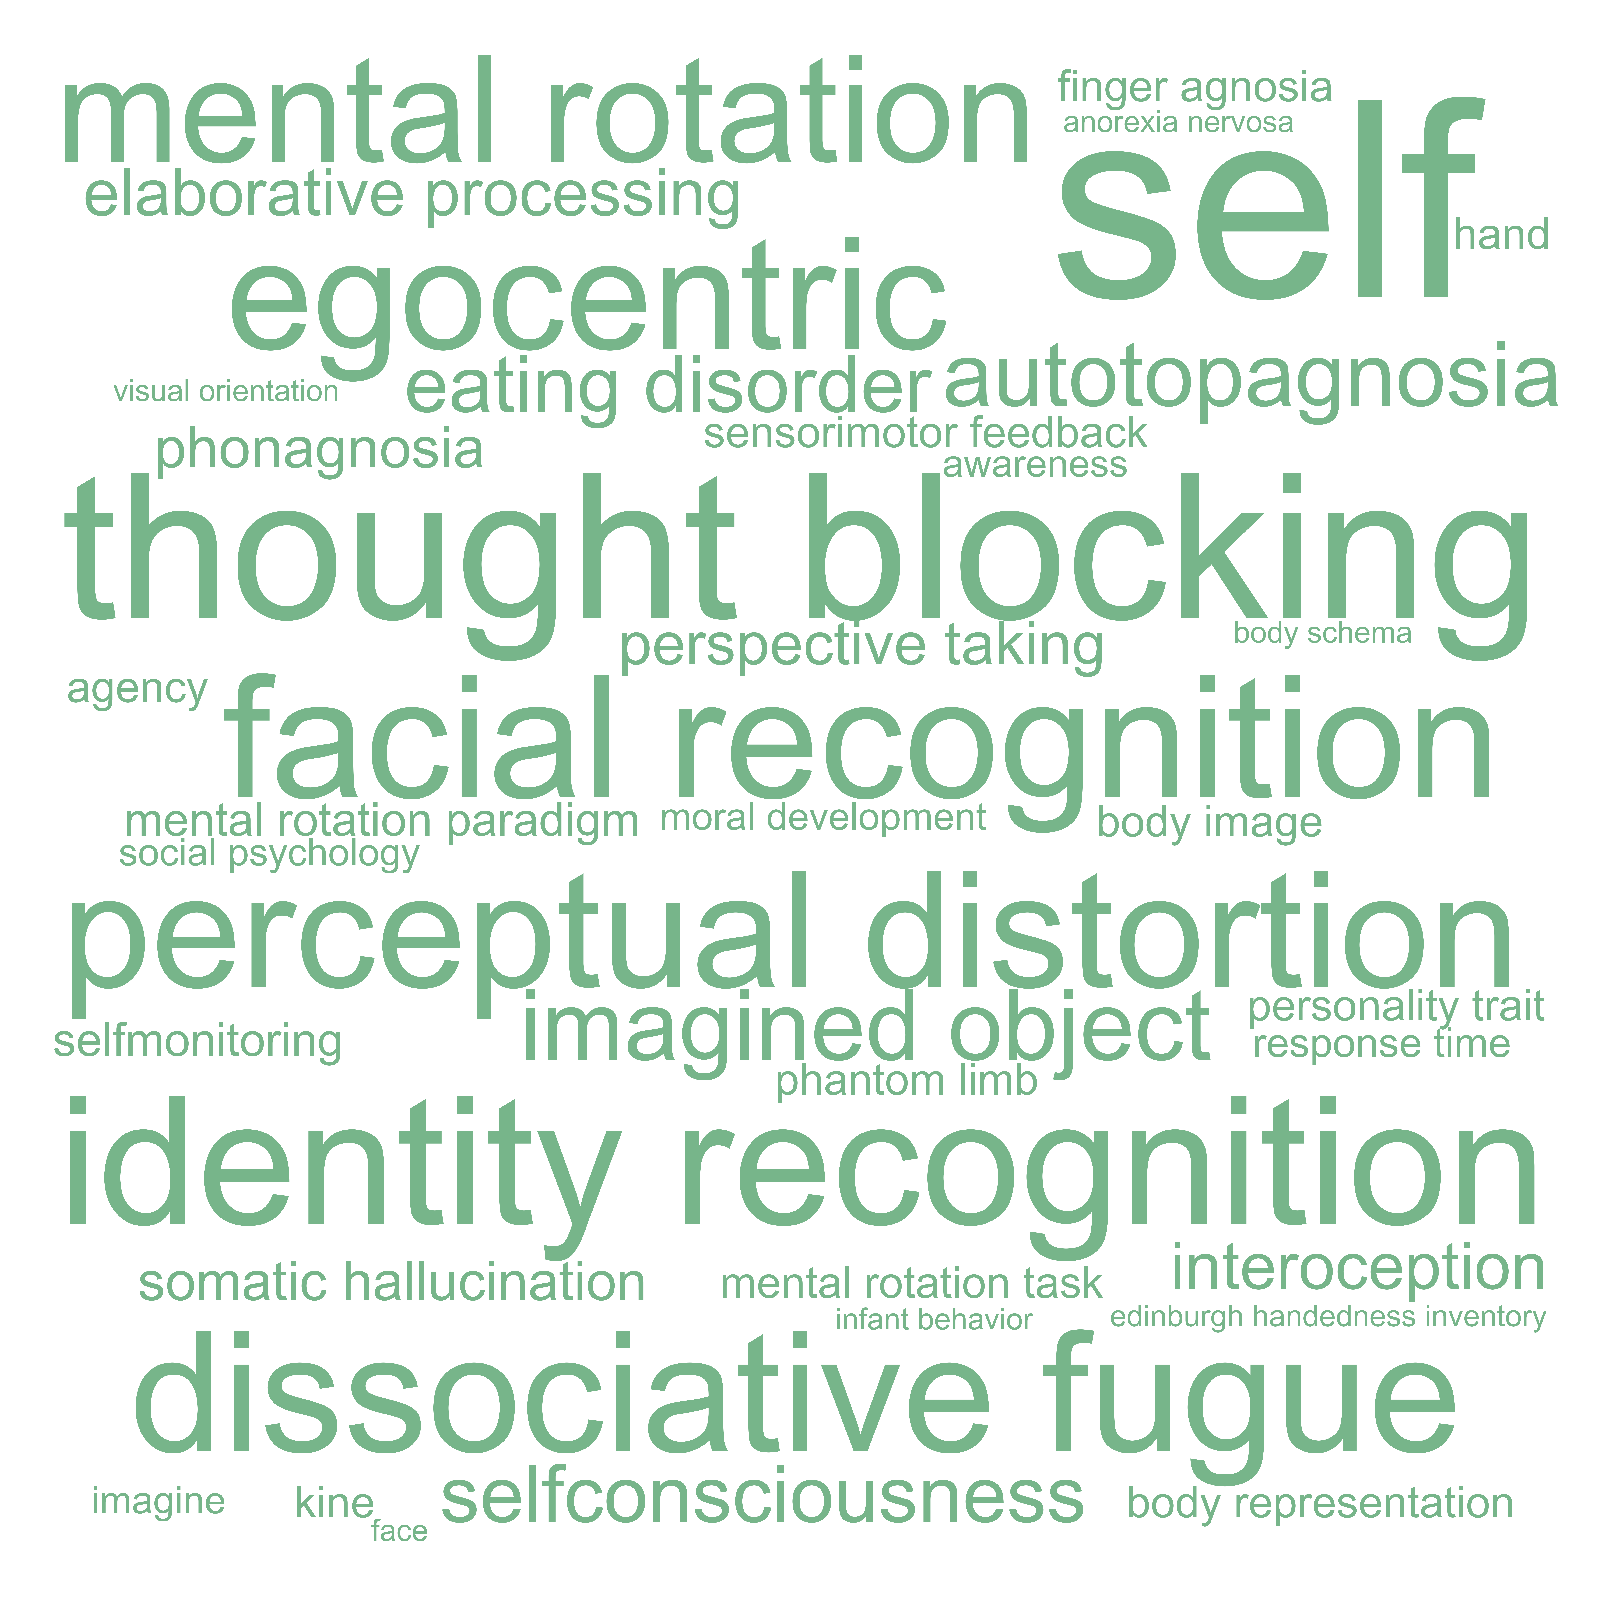 mental rotation
finger agnosia
anorexia nervosa
self
elaborative processing
hand
egocentric
visual orientation
eating disorder
autotopagnosia
phonagnosia
sensorimotor feedback
awareness
thought blocking
perspective taking
body schema
agency
facial recognition
mental rotation paradigm
moral development
body image
social psychology
perceptual distortion
selfmonitoring
imagined object
personality trait
response time
phantom limb
identity recognition
somatic hallucination
mental rotation task
interoception
infant behavior
edinburgh handedness inventory
dissociative fugue
imagine
kine
selfconsciousness
body representation
face